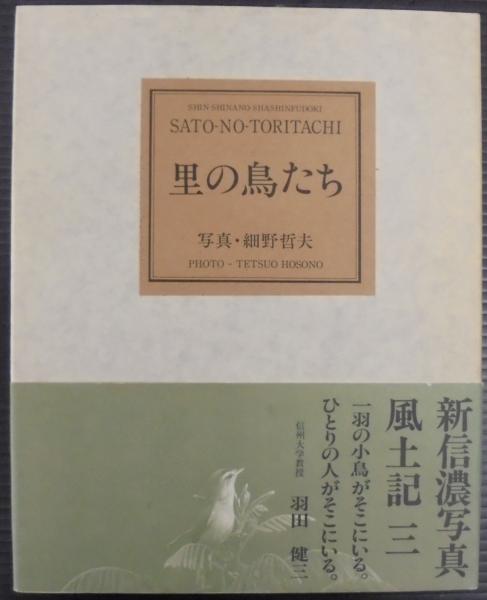 SHIN-SHINANO-SHASHINFUDOKI
SATO-NO-TORITACHI
里の鳥たち
写真・細野哲夫
PHOTO - TETSUO HOSONO
新信濃写真
風土記 三
一羽の小鳥がそこにいる。
ひとりの人がそこにいる。
信州大学教授 羽田 健三